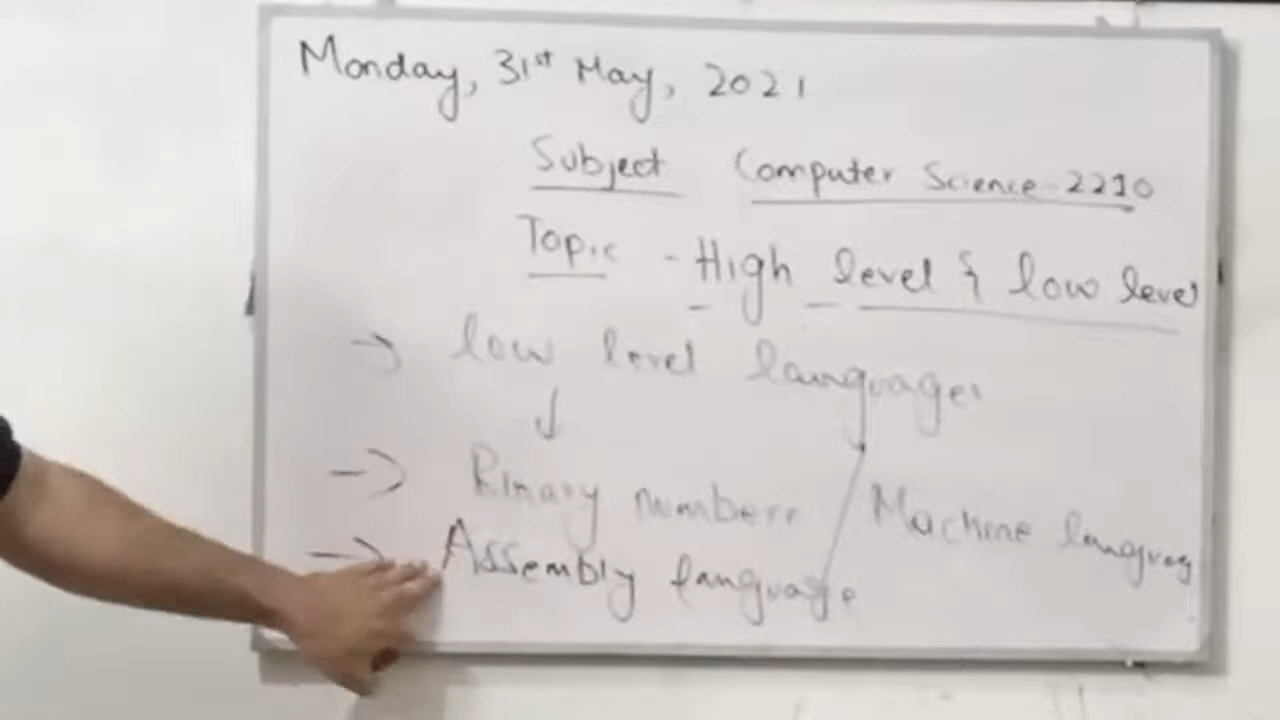 Monday, 31st May, 2021
Subject Computer Science-2210
Topic - High level & low level
→ low level languages
↓
→ Binary numbers / Machine language
→ Assembly language